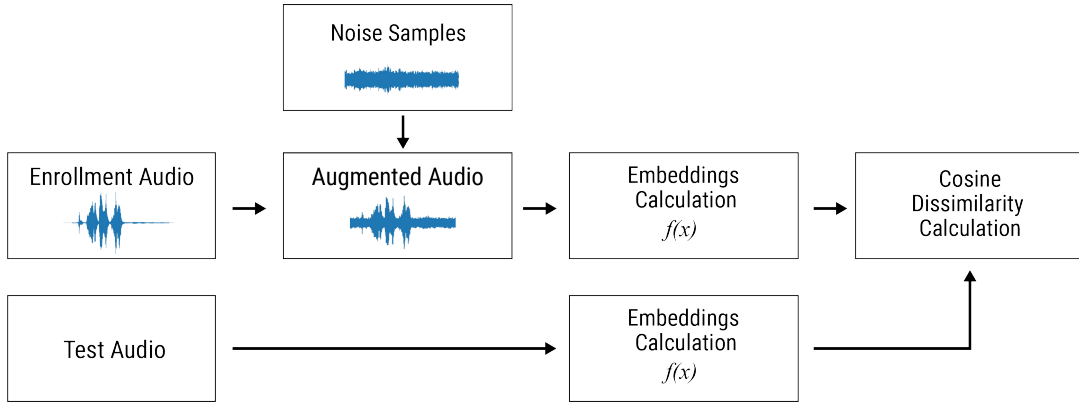 Noise Samples
Enrollment Audio
Augmented Audio
Embeddings
Calculation
f(x)
Cosine
Dissimilarity
Calculation
Test Audio
Embeddings
Calculation
f(x)